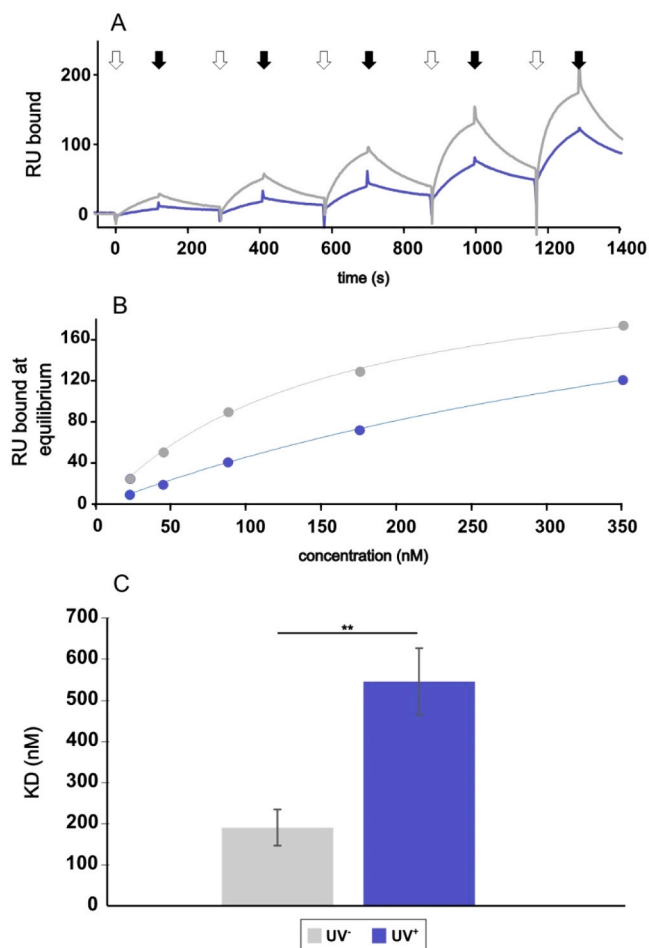 A
200
100
0
RU bound
0 200 400 600 800 1000 1200 1400
time (s)
B
160
120
80
40
0
RU bound at
equilibrium
0 50 100 150 200 250 300 350
concentration (nM)
C
700
600
500
400
300
200
100
0
KD (nM)
**
UV⁻ UV⁺